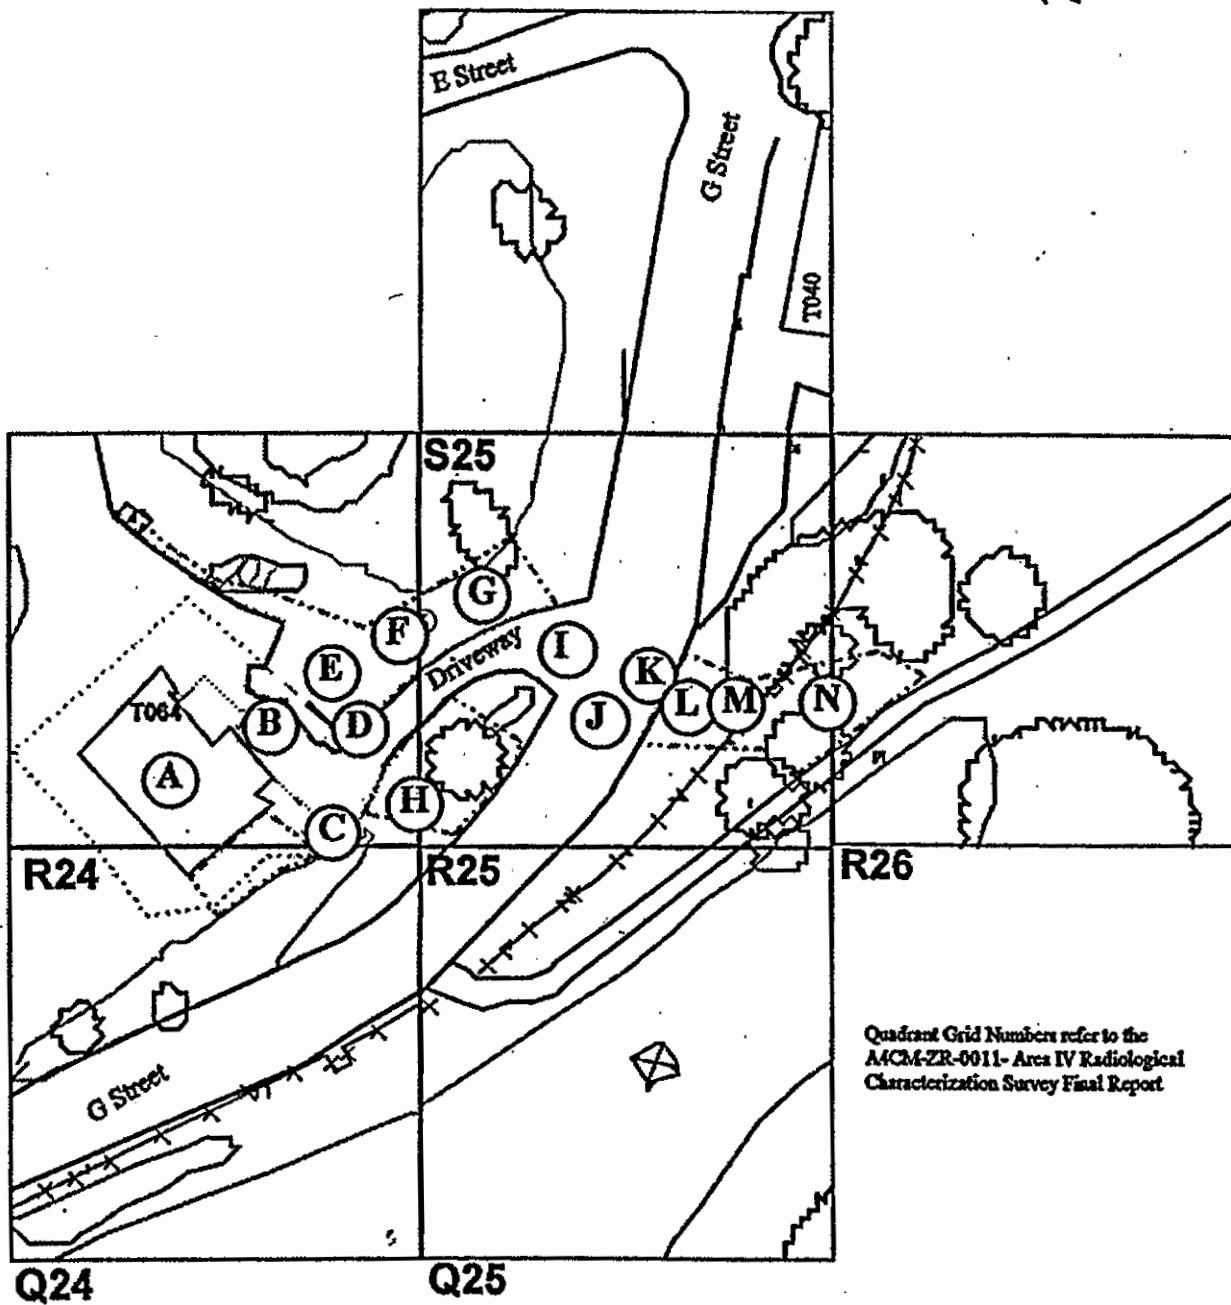 E Street
G Street
T040
S25
G
F
Driveway
I
E
K
T064
L
M
N
B
D
J
A
H
C
R24
R25
R26
Quadrant Grid Numbers refer to the
A4CM-ZR-0011- Area IV Radiological
Characterization Survey Final Report
G Street
Q24
Q25